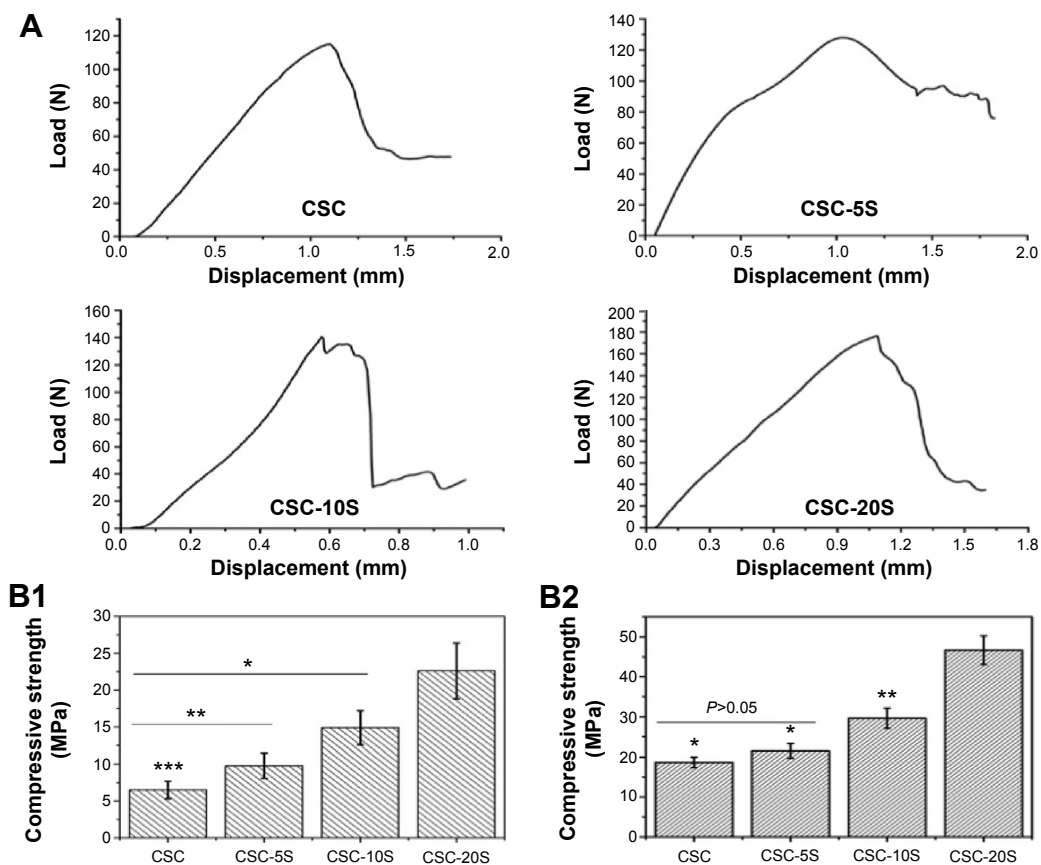 A
120
100
80
60
40
20
0
Load (N)
CSC
0.0 0.5 1.0 1.5 2.0
Displacement (mm)
140
120
100
80
60
40
20
0
Load (N)
CSC-5S
0.0 0.5 1.0 1.5 2.0
Displacement (mm)
160
140
120
100
80
60
40
20
0
Load (N)
CSC-10S
0.0 0.2 0.4 0.6 0.8 1.0
Displacement (mm)
200
180
160
140
120
100
80
60
40
20
0
Load (N)
CSC-20S
0.0 0.3 0.6 0.9 1.2 1.5 1.8
Displacement (mm)
B1
30
25
20
15
10
5
0
Compressive strength
(MPa)
*
**
***
CSC CSC-5S CSC-10S CSC-20S
B2
50
40
30
20
10
0
Compressive strength
(MPa)
P>0.05
* * **
CSC CSC-5S CSC-10S CSC-20S